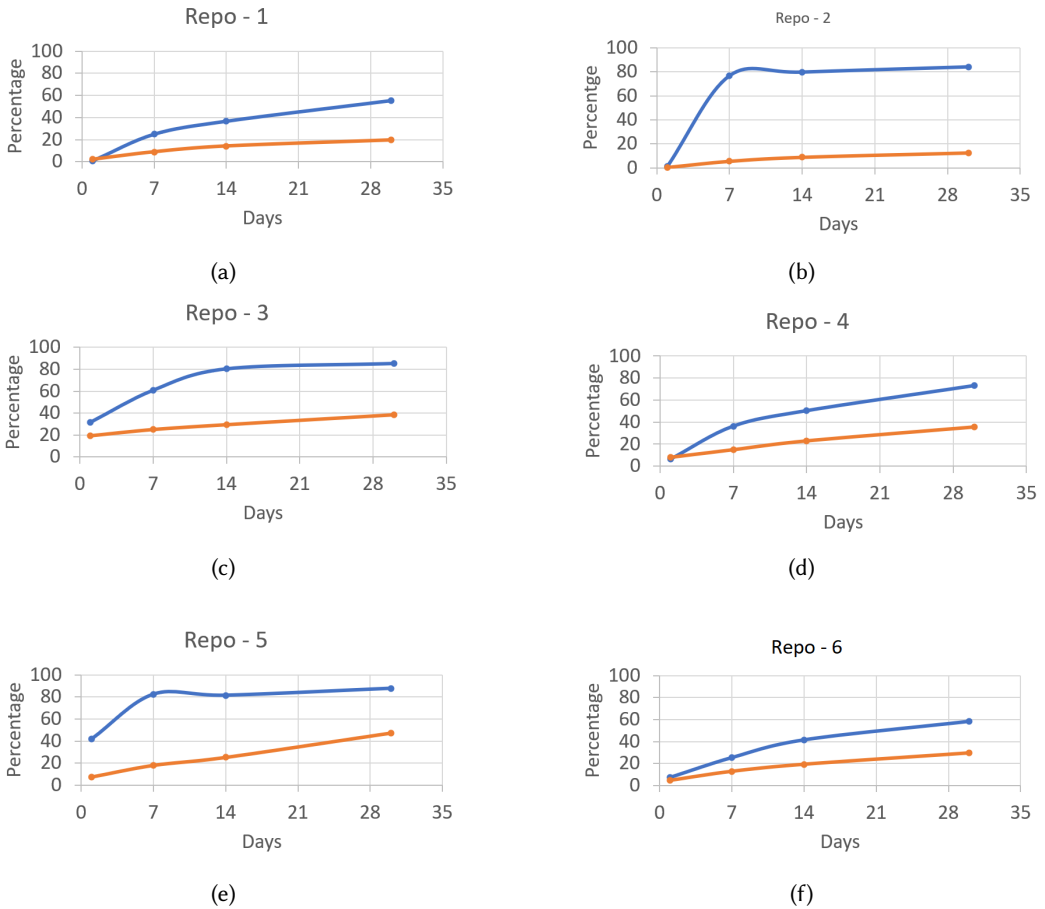 Repo - 1
Percentage
100
80
60
40
20
0
0 7 14 21 28 35
Days
(a)
Repo - 2
Percentge
100
80
60
40
20
0
0 7 14 21 28 35
Days
(b)
Repo - 3
Percentage
100
80
60
40
20
0
0 7 14 21 28 35
Days
(c)
Repo - 4
Percentage
100
80
60
40
20
0
0 7 14 21 28 35
Days
(d)
Repo - 5
Percentage
100
80
60
40
20
0
0 7 14 21 28 35
Days
(e)
Repo - 6
Percentage
100
80
60
40
20
0
0 7 14 21 28 35
Days
(f)